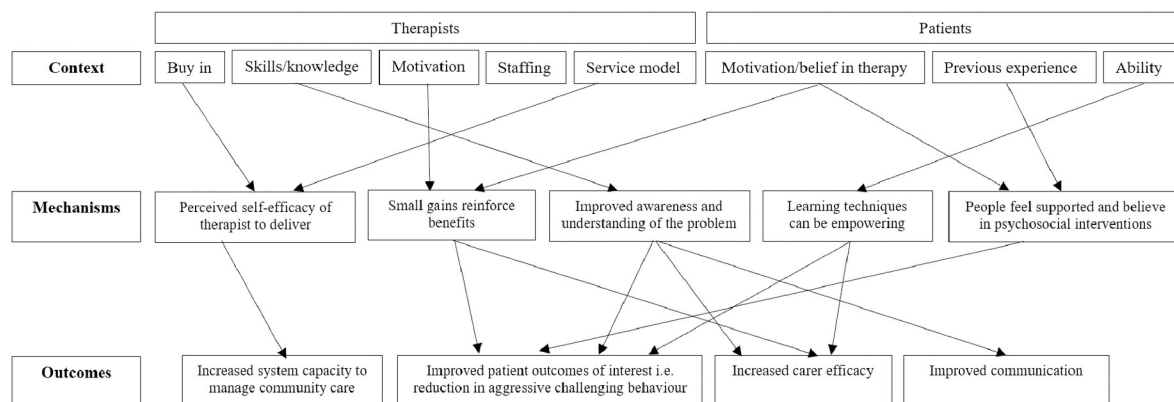 Therapists
Patients
Context
Buy in
Skills/knowledge
Motivation
Staffing
Service model
Motivation/belief in therapy
Previous experience
Ability
Mechanisms
Perceived self-efficacy of
therapist to deliver
Small gains reinforce
benefits
Improved awareness and
understanding of the problem
Learning techniques
can be empowering
People feel supported and believe
in psychosocial interventions
Outcomes
Increased system capacity to
manage community care
Improved patient outcomes of interest i.e.
reduction in aggressive challenging behaviour
Increased carer efficacy
Improved communication